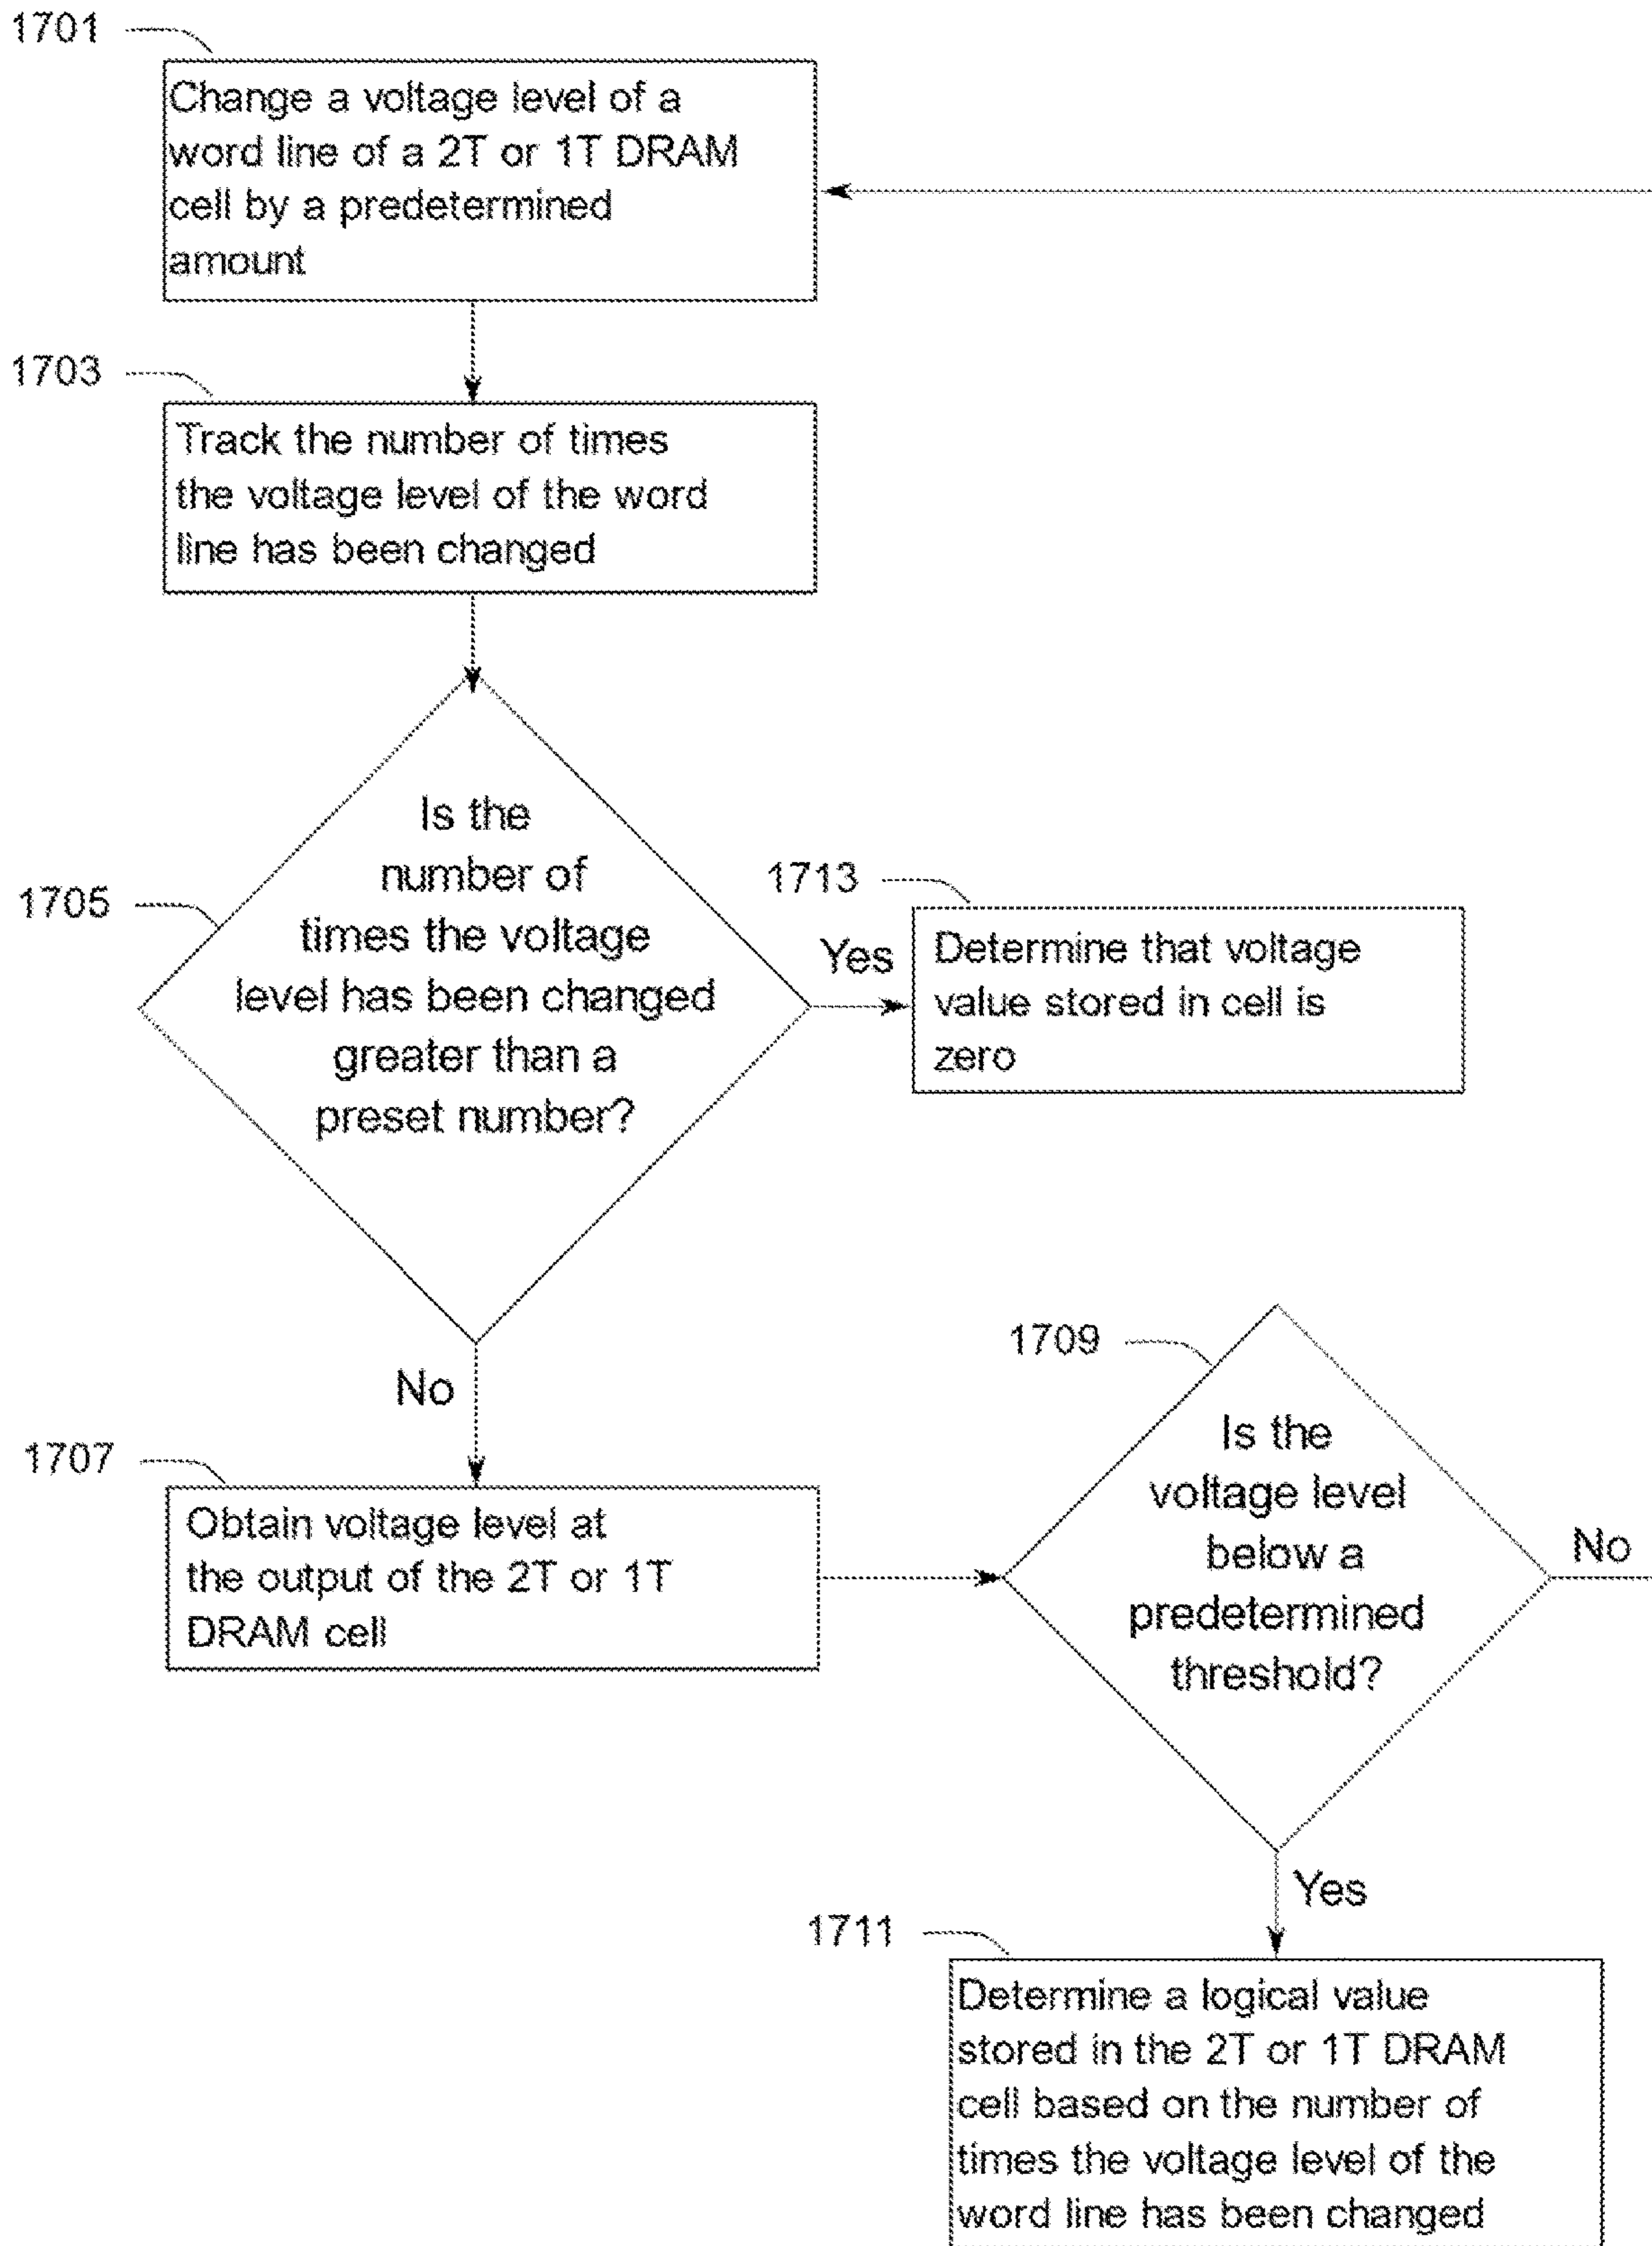 1701
Change a voltage level of a
word line of a 2T or 1T DRAM
cell by a predetermined
amount
1703
Track the number of times
the voltage level of the word
line has been changed
1705
Is the
number of
times the voltage
level has been changed
greater than a
preset number?
Yes
1713
Determine that voltage
value stored in cell is
zero
No
1707
Obtain voltage level at
the output of the 2T or 1T
DRAM cell
1709
Is the
voltage level
below a
predetermined
threshold?
No
Yes
1711
Determine a logical value
stored in the 2T or 1T DRAM
cell based on the number of
times the voltage level of the
word line has been changed